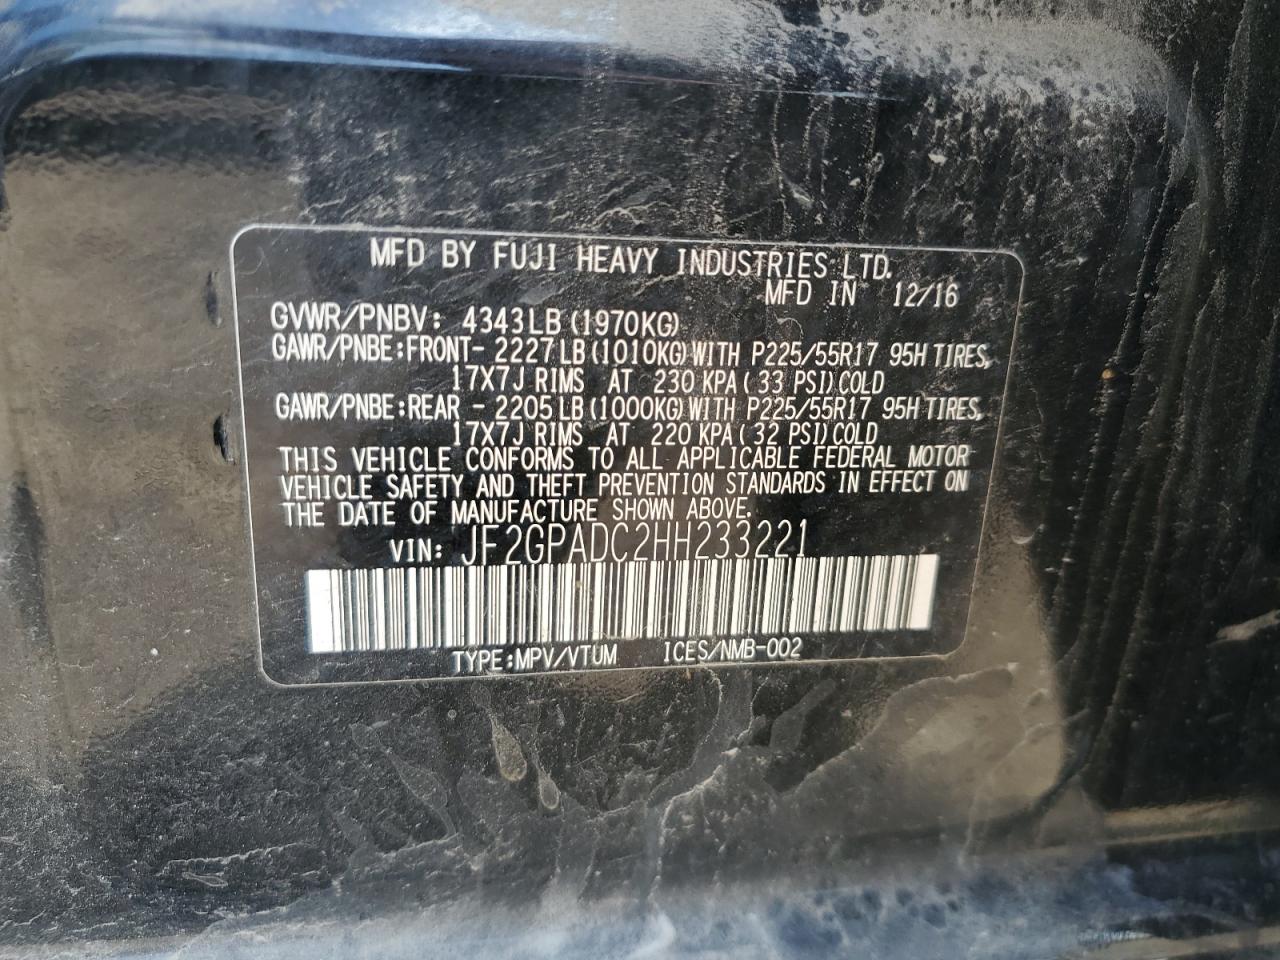 MFD BY FUJI HEAVY INDUSTRIES LTD.
MFD IN 12/16
GVWR/PNBV: 4343LB (1970KG)
GAWR/PNBE:FRONT- 2227LB (1010KG) WITH P225/55R17 95H TIRES,
17X7J RIMS AT 230 KPA ( 33 PSI) COLD
GAWR/PNBE:REAR - 2205LB (1000KG) WITH P225/55R17 95H TIRES,
17X7J RIMS AT 220 KPA ( 32 PSI) COLD
THIS VEHICLE CONFORMS TO ALL APPLICABLE FEDERAL MOTOR
VEHICLE SAFETY AND THEFT PREVENTION STANDARDS IN EFFECT ON
THE DATE OF MANUFACTURE SHOWN ABOVE.
VIN: JF2GPADC2HH233221
TYPE:MPV/VTUM ICES/NMB-002